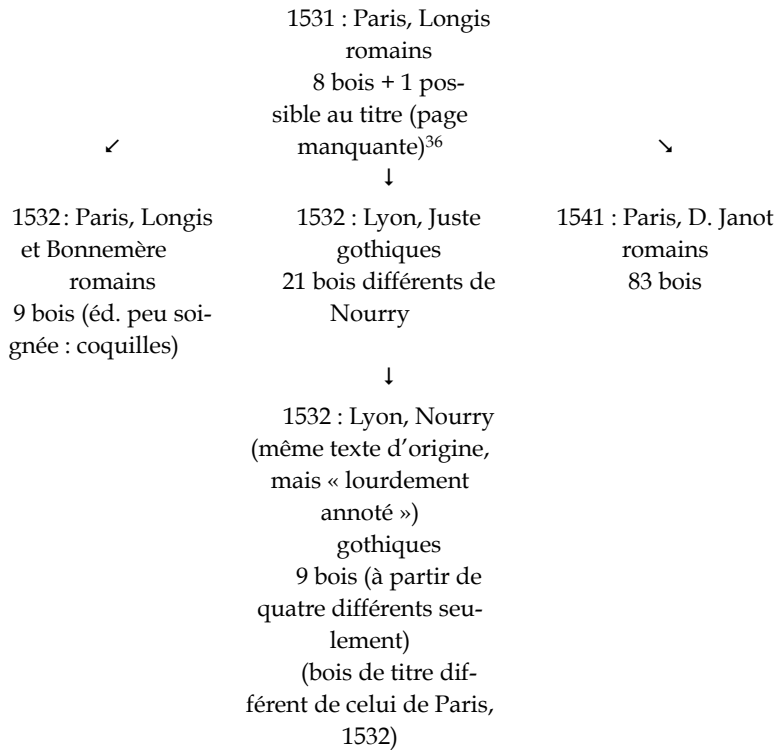 1531 : Paris, Longis
romains
8 bois + 1 pos-
sible au titre (page
manquante)36
↙ ↘
↓
1532 : Paris, Longis
et Bonnemère
romains
9 bois (éd. peu soi-
gnée : coquilles)
1532 : Lyon, Juste
gothiques
21 bois différents de
Nourry
1541 : Paris, D. Janot
romains
83 bois
↓
1532 : Lyon, Nourry
(même texte d’origine,
mais « lourdement
annoté »)
gothiques
9 bois (à partir de
quatre différents seu-
lement)
(bois de titre dif-
férent de celui de Paris,
1532)